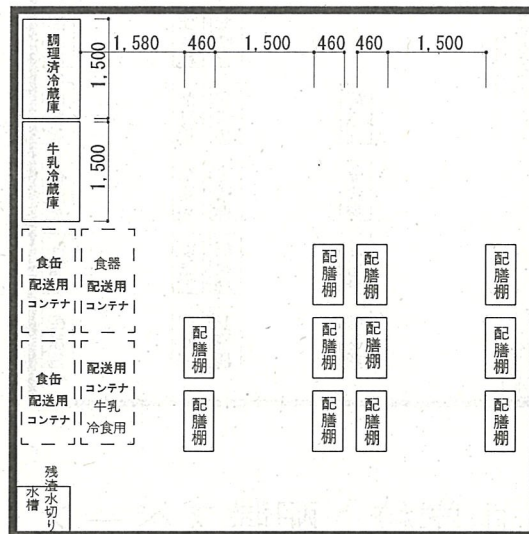 調理済冷蔵庫
1,500
1,580
460
1,500
460
460
1,500
牛乳冷蔵庫
1,500
食缶
配送用
コンテナ
食器
配送用
コンテナ
食缶
配送用
コンテナ
配送用
コンテナ
牛乳
冷食用
配膳棚
配膳棚
配膳棚
配膳棚
配膳棚
配膳棚
配膳棚
配膳棚
配膳棚
配膳棚
配膳棚
残渣水切り
水槽